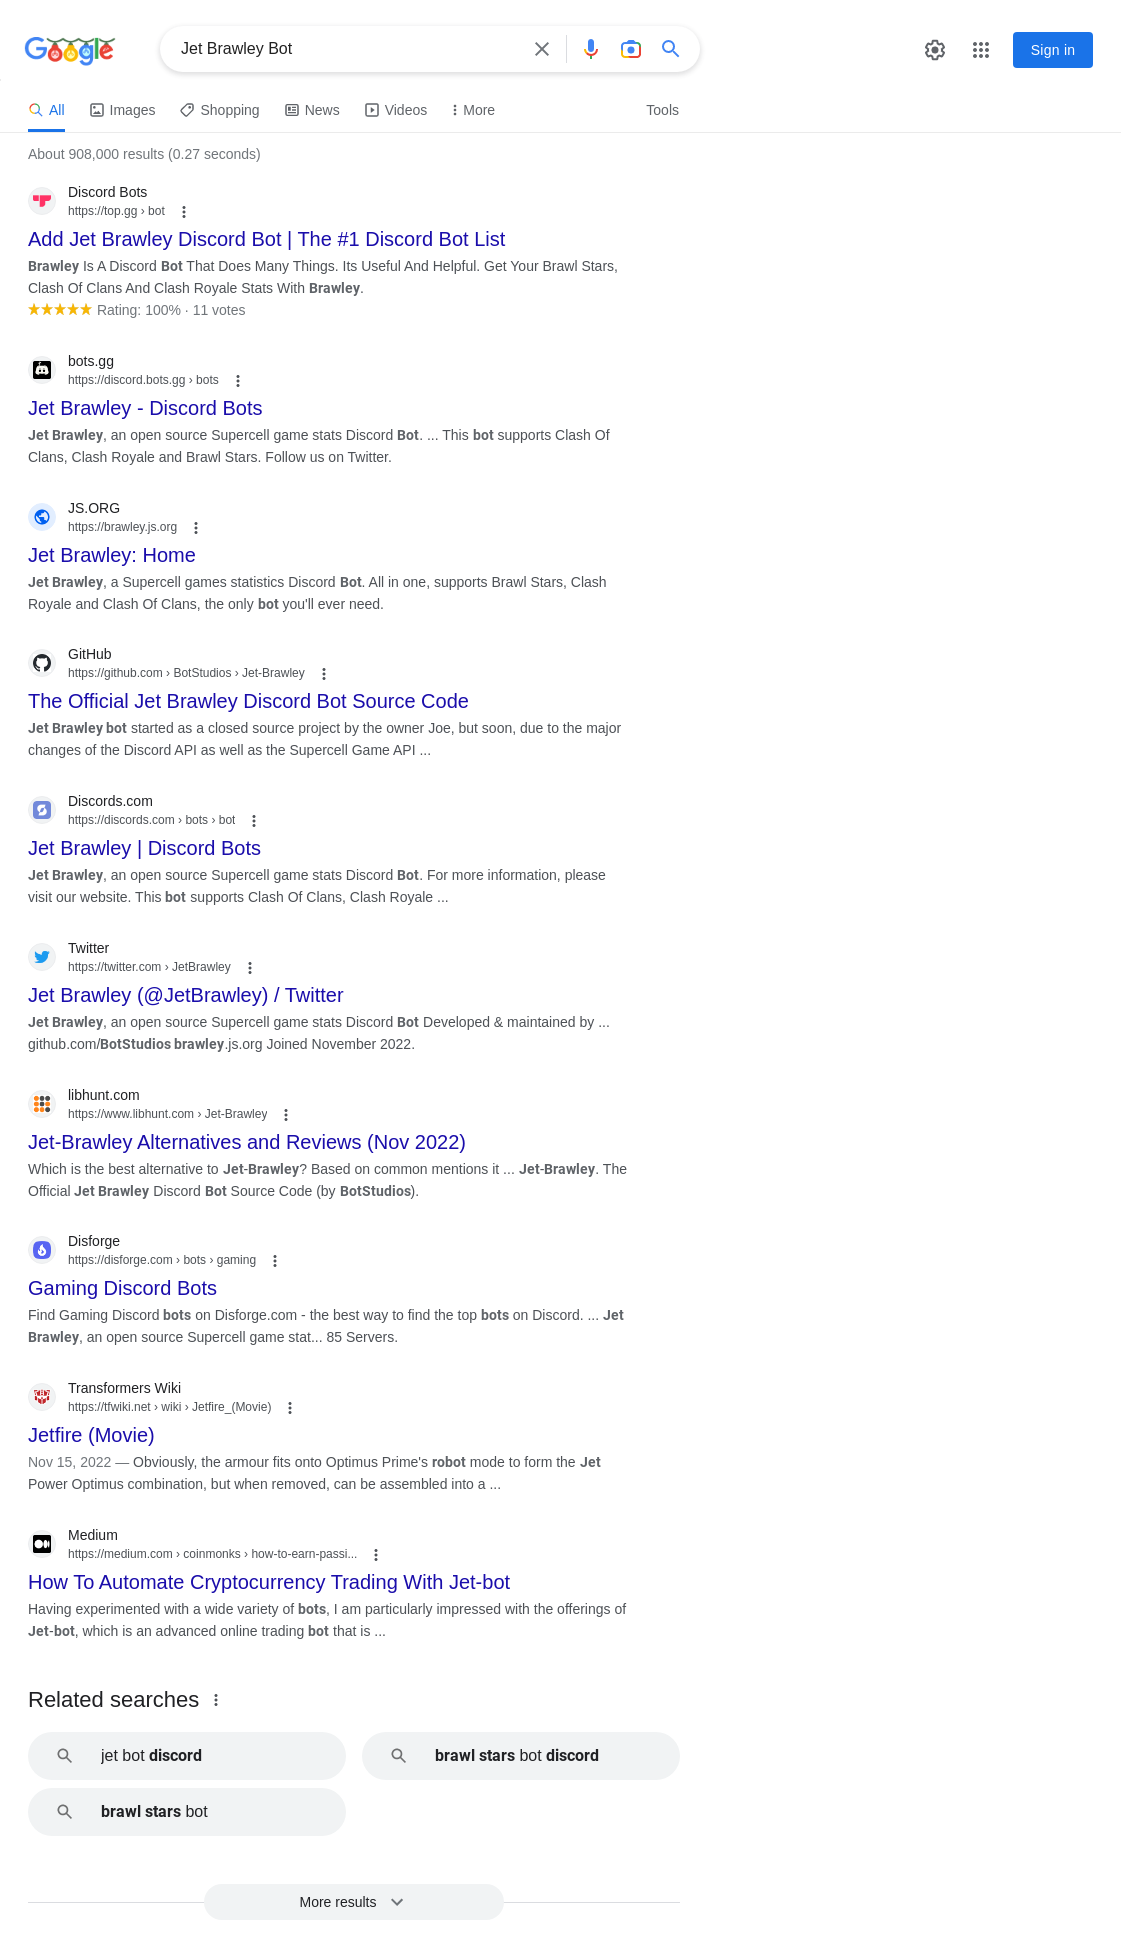 Google
Jet Brawley Bot
Sign in
All
Images
Shopping
News
Videos
More
Tools
About 908,000 results (0.27 seconds)
Discord Bots
https://top.gg › bot
Add Jet Brawley Discord Bot | The #1 Discord Bot List
Brawley Is A Discord Bot That Does Many Things. Its Useful And Helpful. Get Your Brawl Stars,
Clash Of Clans And Clash Royale Stats With Brawley.
Rating: 100% · 11 votes
bots.gg
https://discord.bots.gg › bots
Jet Brawley - Discord Bots
Jet Brawley, an open source Supercell game stats Discord Bot. ... This bot supports Clash Of
Clans, Clash Royale and Brawl Stars. Follow us on Twitter.
JS.ORG
https://brawley.js.org
Jet Brawley: Home
Jet Brawley, a Supercell games statistics Discord Bot. All in one, supports Brawl Stars, Clash
Royale and Clash Of Clans, the only bot you'll ever need.
GitHub
https://github.com › BotStudios › Jet-Brawley
The Official Jet Brawley Discord Bot Source Code
Jet Brawley bot started as a closed source project by the owner Joe, but soon, due to the major
changes of the Discord API as well as the Supercell Game API ...
Discords.com
https://discords.com › bots › bot
Jet Brawley | Discord Bots
Jet Brawley, an open source Supercell game stats Discord Bot. For more information, please
visit our website. This bot supports Clash Of Clans, Clash Royale ...
Twitter
https://twitter.com › JetBrawley
Jet Brawley (@JetBrawley) / Twitter
Jet Brawley, an open source Supercell game stats Discord Bot Developed & maintained by ...
github.com/BotStudios brawley.js.org Joined November 2022.
libhunt.com
https://www.libhunt.com › Jet-Brawley
Jet-Brawley Alternatives and Reviews (Nov 2022)
Which is the best alternative to Jet-Brawley? Based on common mentions it ... Jet-Brawley. The
Official Jet Brawley Discord Bot Source Code (by BotStudios).
Disforge
https://disforge.com › bots › gaming
Gaming Discord Bots
Find Gaming Discord bots on Disforge.com - the best way to find the top bots on Discord. ... Jet
Brawley, an open source Supercell game stat... 85 Servers.
Transformers Wiki
https://tfwiki.net › wiki › Jetfire_(Movie)
Jetfire (Movie)
Nov 15, 2022 — Obviously, the armour fits onto Optimus Prime's robot mode to form the Jet
Power Optimus combination, but when removed, can be assembled into a ...
Medium
https://medium.com › coinmonks › how-to-earn-passi...
How To Automate Cryptocurrency Trading With Jet-bot
Having experimented with a wide variety of bots, I am particularly impressed with the offerings of
Jet-bot, which is an advanced online trading bot that is ...
Related searches
jet bot discord
brawl stars bot discord
brawl stars bot
More results